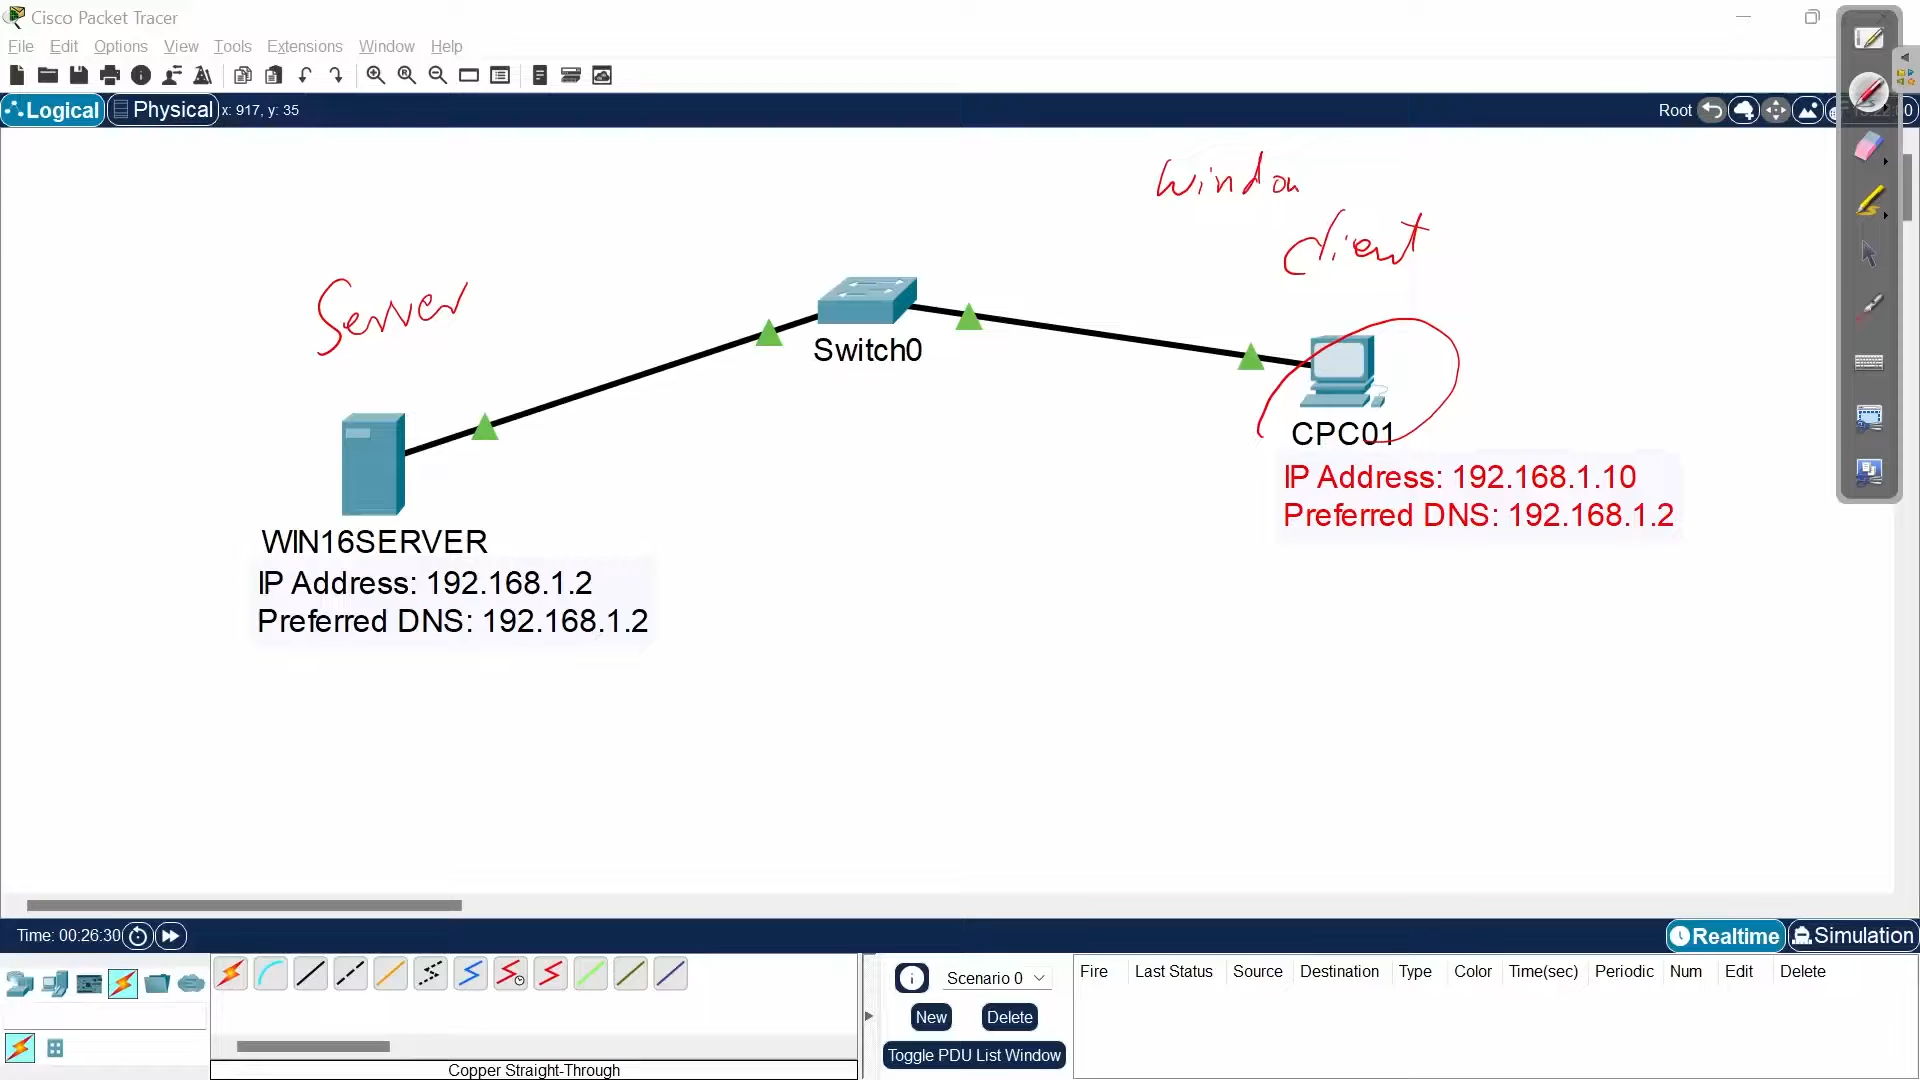 Cisco Packet Tracer
File Edit Options View Tools Extensions Window Help
Logical Physical x: 917, y: 35 Root
Windou
Client
Server
Switch0
CPC01
IP Address: 192.168.1.10
Preferred DNS: 192.168.1.2
WIN16SERVER
IP Address: 192.168.1.2
Preferred DNS: 192.168.1.2
Time: 00:26:30 Realtime Simulation
Scenario 0 Fire Last Status Source Destination Type Color Time(sec) Periodic Num Edit Delete
New Delete
Toggle PDU List Window
Copper Straight-Through